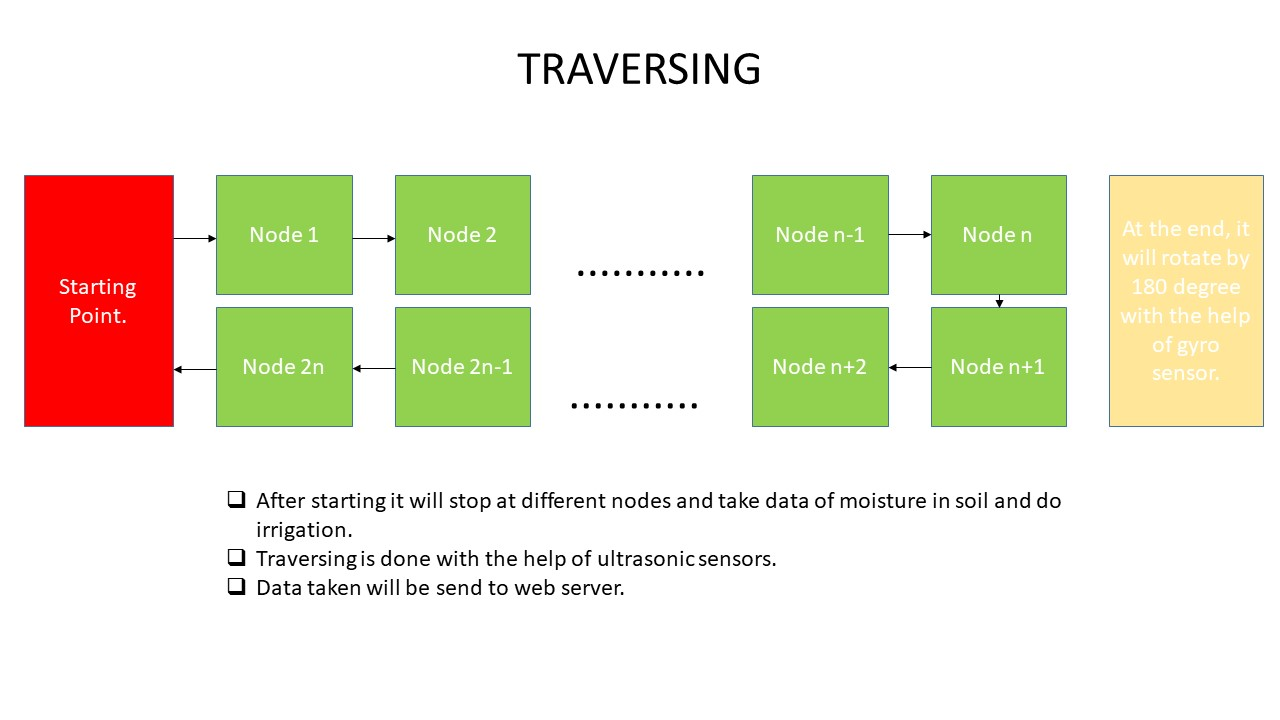 TRAVERSING
Starting
Point.
Node 1
Node 2
...........
Node n-1
Node n
Node 2n
Node 2n-1
...........
Node n+2
Node n+1
At the end, it
will rotate by
180 degree
with the help
of gyro
sensor.
❑ After starting it will stop at different nodes and take data of moisture in soil and do
irrigation.
❑ Traversing is done with the help of ultrasonic sensors.
❑ Data taken will be send to web server.